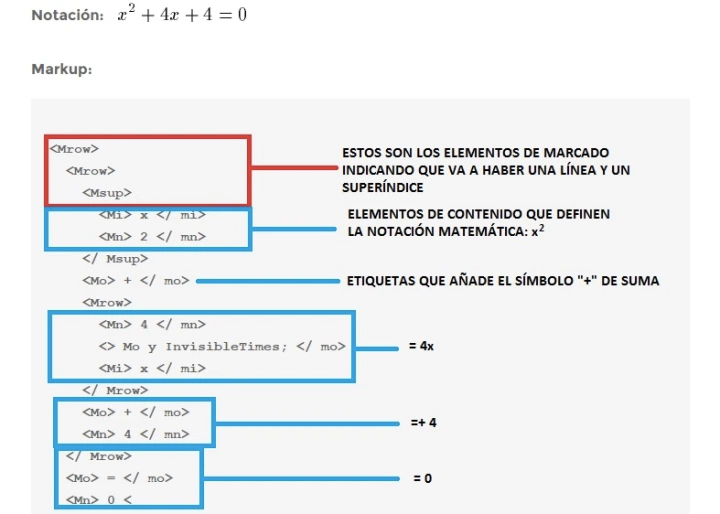 Notación: x² + 4x + 4 = 0
Markup:
<Mrow>
<Mrow>
<Msup>
ESTOS SON LOS ELEMENTOS DE MARCADO
INDICANDO QUE VA A HABER UNA LÍNEA Y UN
SUPERÍNDICE
<Mi> x </ mi>
<Mn> 2 </ mn>
ELEMENTOS DE CONTENIDO QUE DEFINEN
LA NOTACIÓN MATEMÁTICA: x²
</ Msup>
<Mo> + </ mo>
ETIQUETAS QUE AÑADE EL SÍMBOLO "+" DE SUMA
<Mrow>
<Mn> 4 </ mn>
<> Mo y InvisibleTimes; </ mo>
<Mi> x </ mi>
= 4x
</ Mrow>
<Mo> + </ mo>
<Mn> 4 </ mn>
=+ 4
</ Mrow>
<Mo> = </ mo>
<Mn> 0 <
= 0